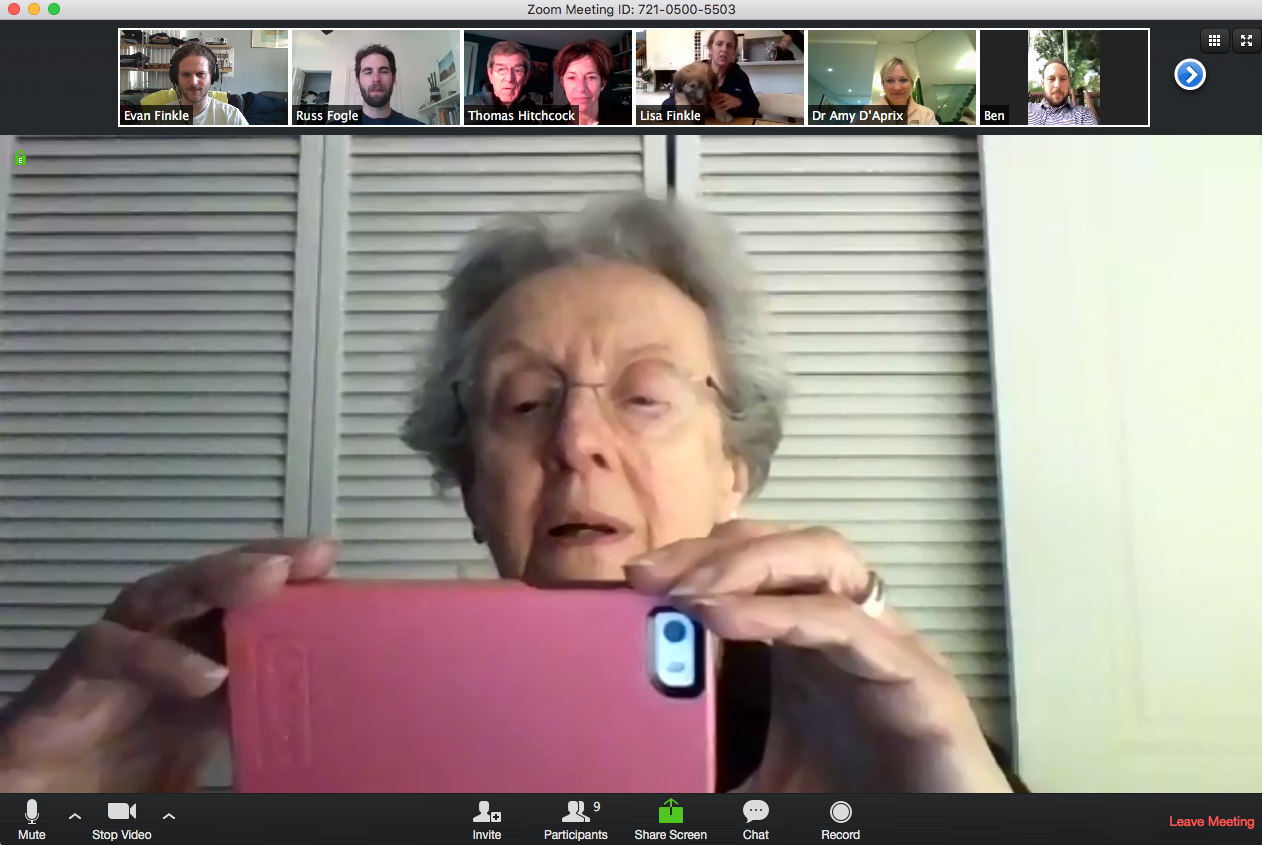 Zoom Meeting ID: 721-0500-5503
Evan Finkle
Russ Fogle
Thomas Hitchcock
Lisa Finkle
Dr Amy D'Aprix
Ben
E
9
Mute
Stop Video
Invite
Participants
Share Screen
Chat
Record
Leave Meeting